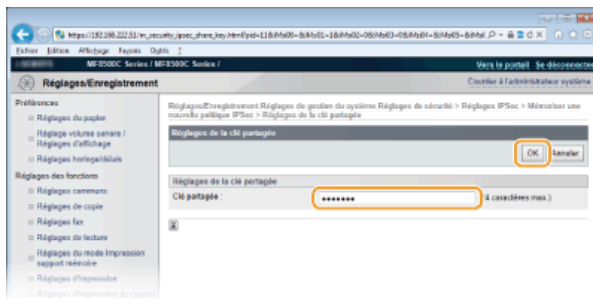 Fichier Edition Affichage Favoris Outils ?
MF8500C Series / MF8500C Series /
Vers le portail Se déconnecter
Réglages/Enregistrement
Courrier à l'administrateur système
Préférences
Réglages du papier
Réglage volume sonore /
Réglages d'affichage
Réglages horloge/délais
Réglages des fonctions
Réglages communs
Réglages de copie
Réglages fax
Réglages de lecture
Réglages du mode Impression
support mémoire
Réglages d'impression
Réglages/Enregistrement:Réglages de gestion du système:Réglages de sécurité > Réglages IPSec > Mémoriser une
nouvelle politique IPSec > Réglages de la clé partagée
Réglages de la clé partagée
OK Annuler
Réglages de la clé partagée
Clé partagée :
••••••• caractères max.)